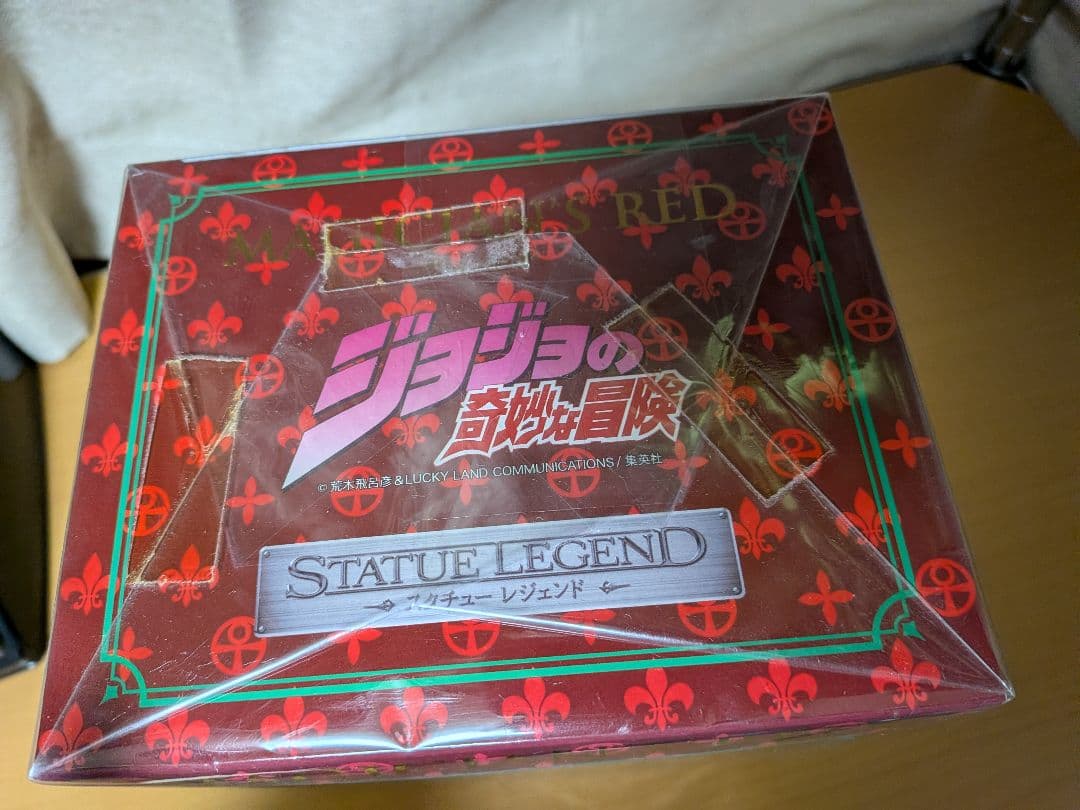 MAGICIAN'S RED
ジョジョの
奇妙な冒険
© 荒木飛呂彦&LUCKY LAND COMMUNICATIONS/集英社
STATUE LEGEND
スタチュー レジェンド